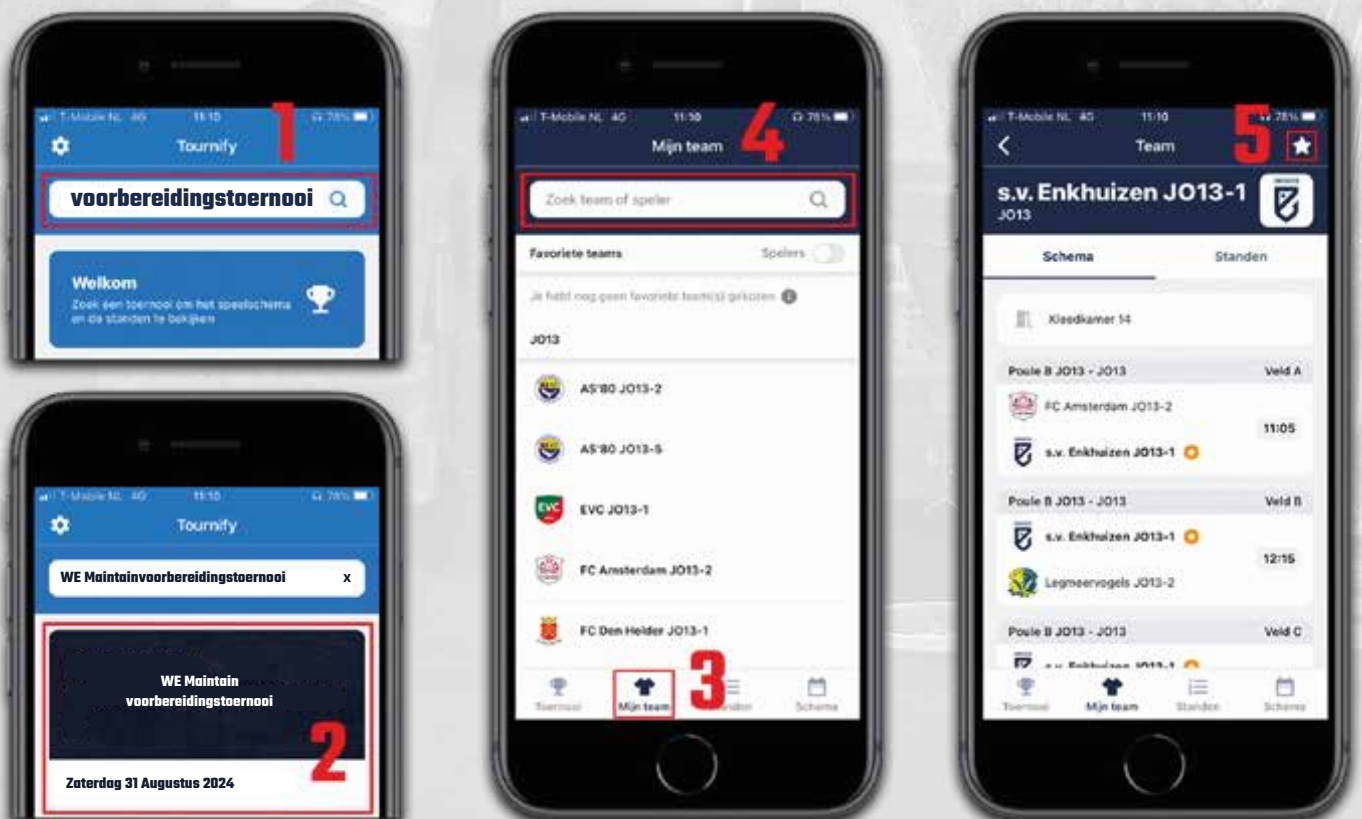 T-Mobile NL 4G 11:10 78%
1
Tournify
voorbereidingstoernooi
Welkom
Zoek een toernooi om het speelschema
en de standen te bekijken
T-Mobile NL 4G 11:10 78%
Tournify
WE Maintainvoorbereidingstoernooi x
WE Maintain
voorbereidingstoernooi
2
Zaterdag 31 Augustus 2024
T-Mobile NL 4G 11:10 78%
Mijn team
4
Zoek team of speler
Favoriete teams Spelers
Je hebt nog geen favoriete team(s) gekozen
JO13
AS'80 JO13-2
AS'80 JO13-5
EVC
EVC JO13-1
FC Amsterdam JO13-2
FC Den Helder JO13-1
3
Toernooi Mijn team Standen Schema
T-Mobile NL 4G 11:10 78%
Team
5
s.v. Enkhuizen JO13-1
JO13
Schema Standen
Kleedkamer 14
Poule B JO13 - JO13 Veld A
FC Amsterdam JO13-2
11:05
s.v. Enkhuizen JO13-1
Poule B JO13 - JO13 Veld B
s.v. Enkhuizen JO13-1
12:15
Legmeervogels JO13-2
Poule B JO13 - JO13 Veld C
s.v. Enkhuizen JO13-1
Toernooi Mijn team Standen Schema